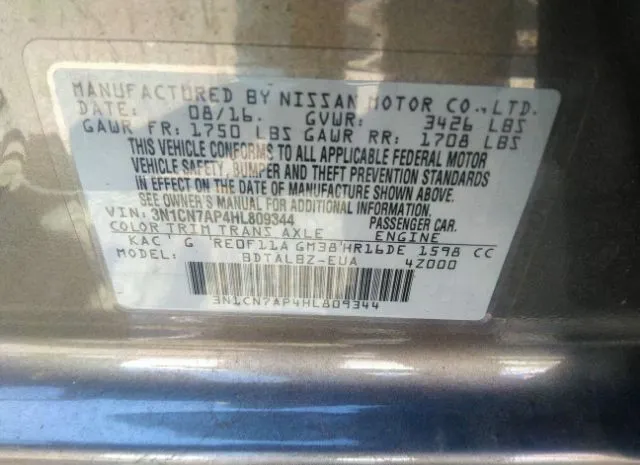 MANUFACTURED BY NISSAN MOTOR CO., LTD.
DATE: 08/16. GVWR: 3426 LBS
GAWR FR: 1750 LBS GAWR RR: 1708 LBS
THIS VEHICLE CONFORMS TO ALL APPLICABLE FEDERAL MOTOR
VEHICLE SAFETY, BUMPER AND THEFT PREVENTION STANDARDS
IN EFFECT ON THE DATE OF MANUFACTURE SHOWN ABOVE.
SEE OWNER'S MANUAL FOR ADDITIONAL INFORMATION
VIN: 3N1CN7AP4HL809344 PASSENGER CAR.
COLOR TRIM TRANS AXLE ENGINE
KAC G RE0F11A GM38 HR16DE 1598 CC
MODEL: BDTALBZ-EUA 4Z000
3N1CN7AP4HL809344